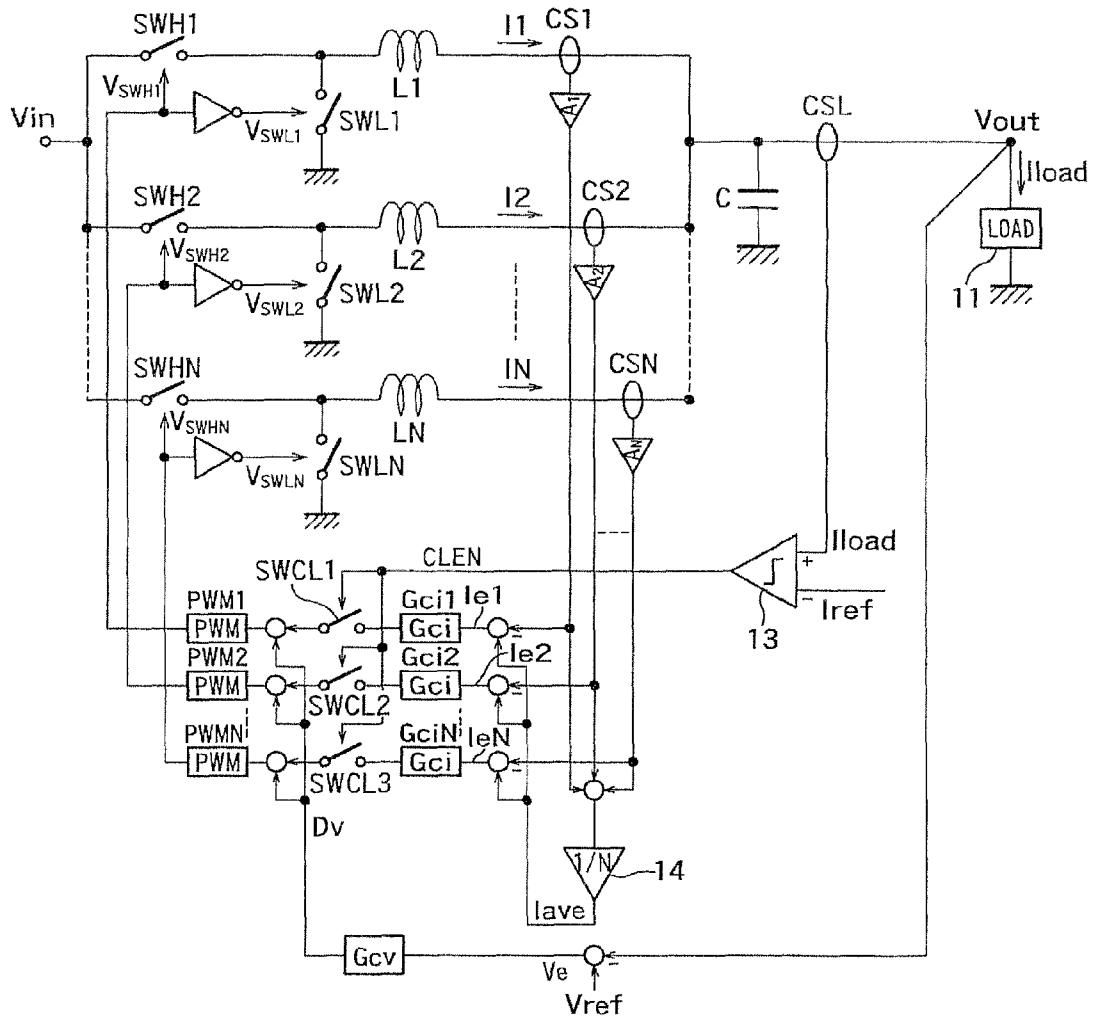 SWH1
I1
CS1
VSWH1
L1
A1
Vin
VSWL1
SWL1
CSL
Vout
Iload
SWH2
I2
CS2
C
LOAD
VSWH2
L2
A2
11
VSWL2
SWL2
SWHN
IN
CSN
VSWHN
LN
AN
VSWLN
SWLN
CLEN
Iload
+
SWCL1
13
−
Iref
PWM1
Gci1
Ie1
PWM
Gci
−
PWM2
Gci2
Ie2
PWM
SWCL2
Gci
−
PWMN
GciN
IeN
PWM
SWCL3
Gci
−
Dv
1/N
14
Iave
Gcv
Ve
−
Vref